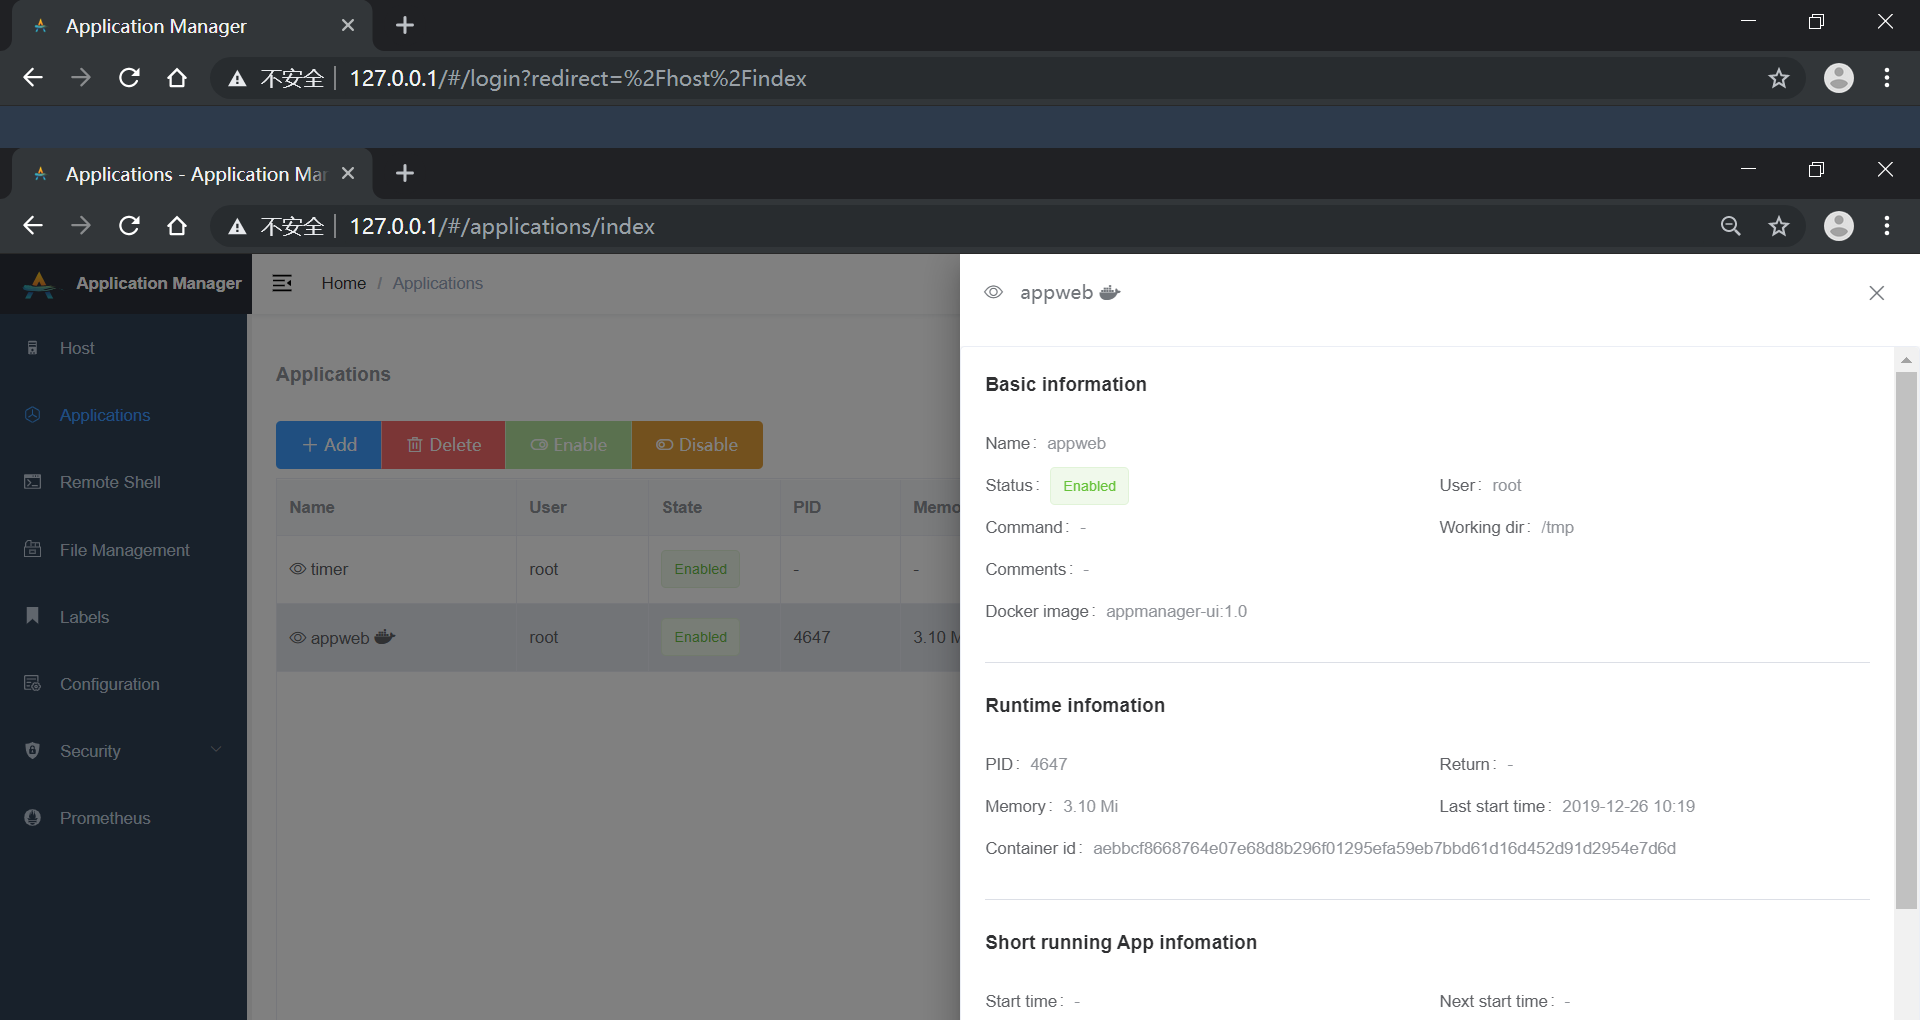 Application Manager
不安全 127.0.0.1/#/login?redirect=%2Fhost%2Findex
Applications - Application Mar
不安全 127.0.0.1/#/applications/index
Application Manager
Home / Applications
Host
Applications
Remote Shell
File Management
Labels
Configuration
Security
Prometheus
Applications
Add Delete Enable Disable
Name User State PID Memo
timer root Enabled - -
appweb root Enabled 4647 3.10 M
appweb
Basic information
Name: appweb
Status: Enabled User: root
Command: - Working dir: /tmp
Comments: -
Docker image: appmanager-ui:1.0
Runtime infomation
PID: 4647 Return: -
Memory: 3.10 Mi Last start time: 2019-12-26 10:19
Container id: aebbcf8668764e07e68d8b296f01295efa59eb7bbd61d16d452d91d2954e7d6d
Short running App infomation
Start time: - Next start time: -